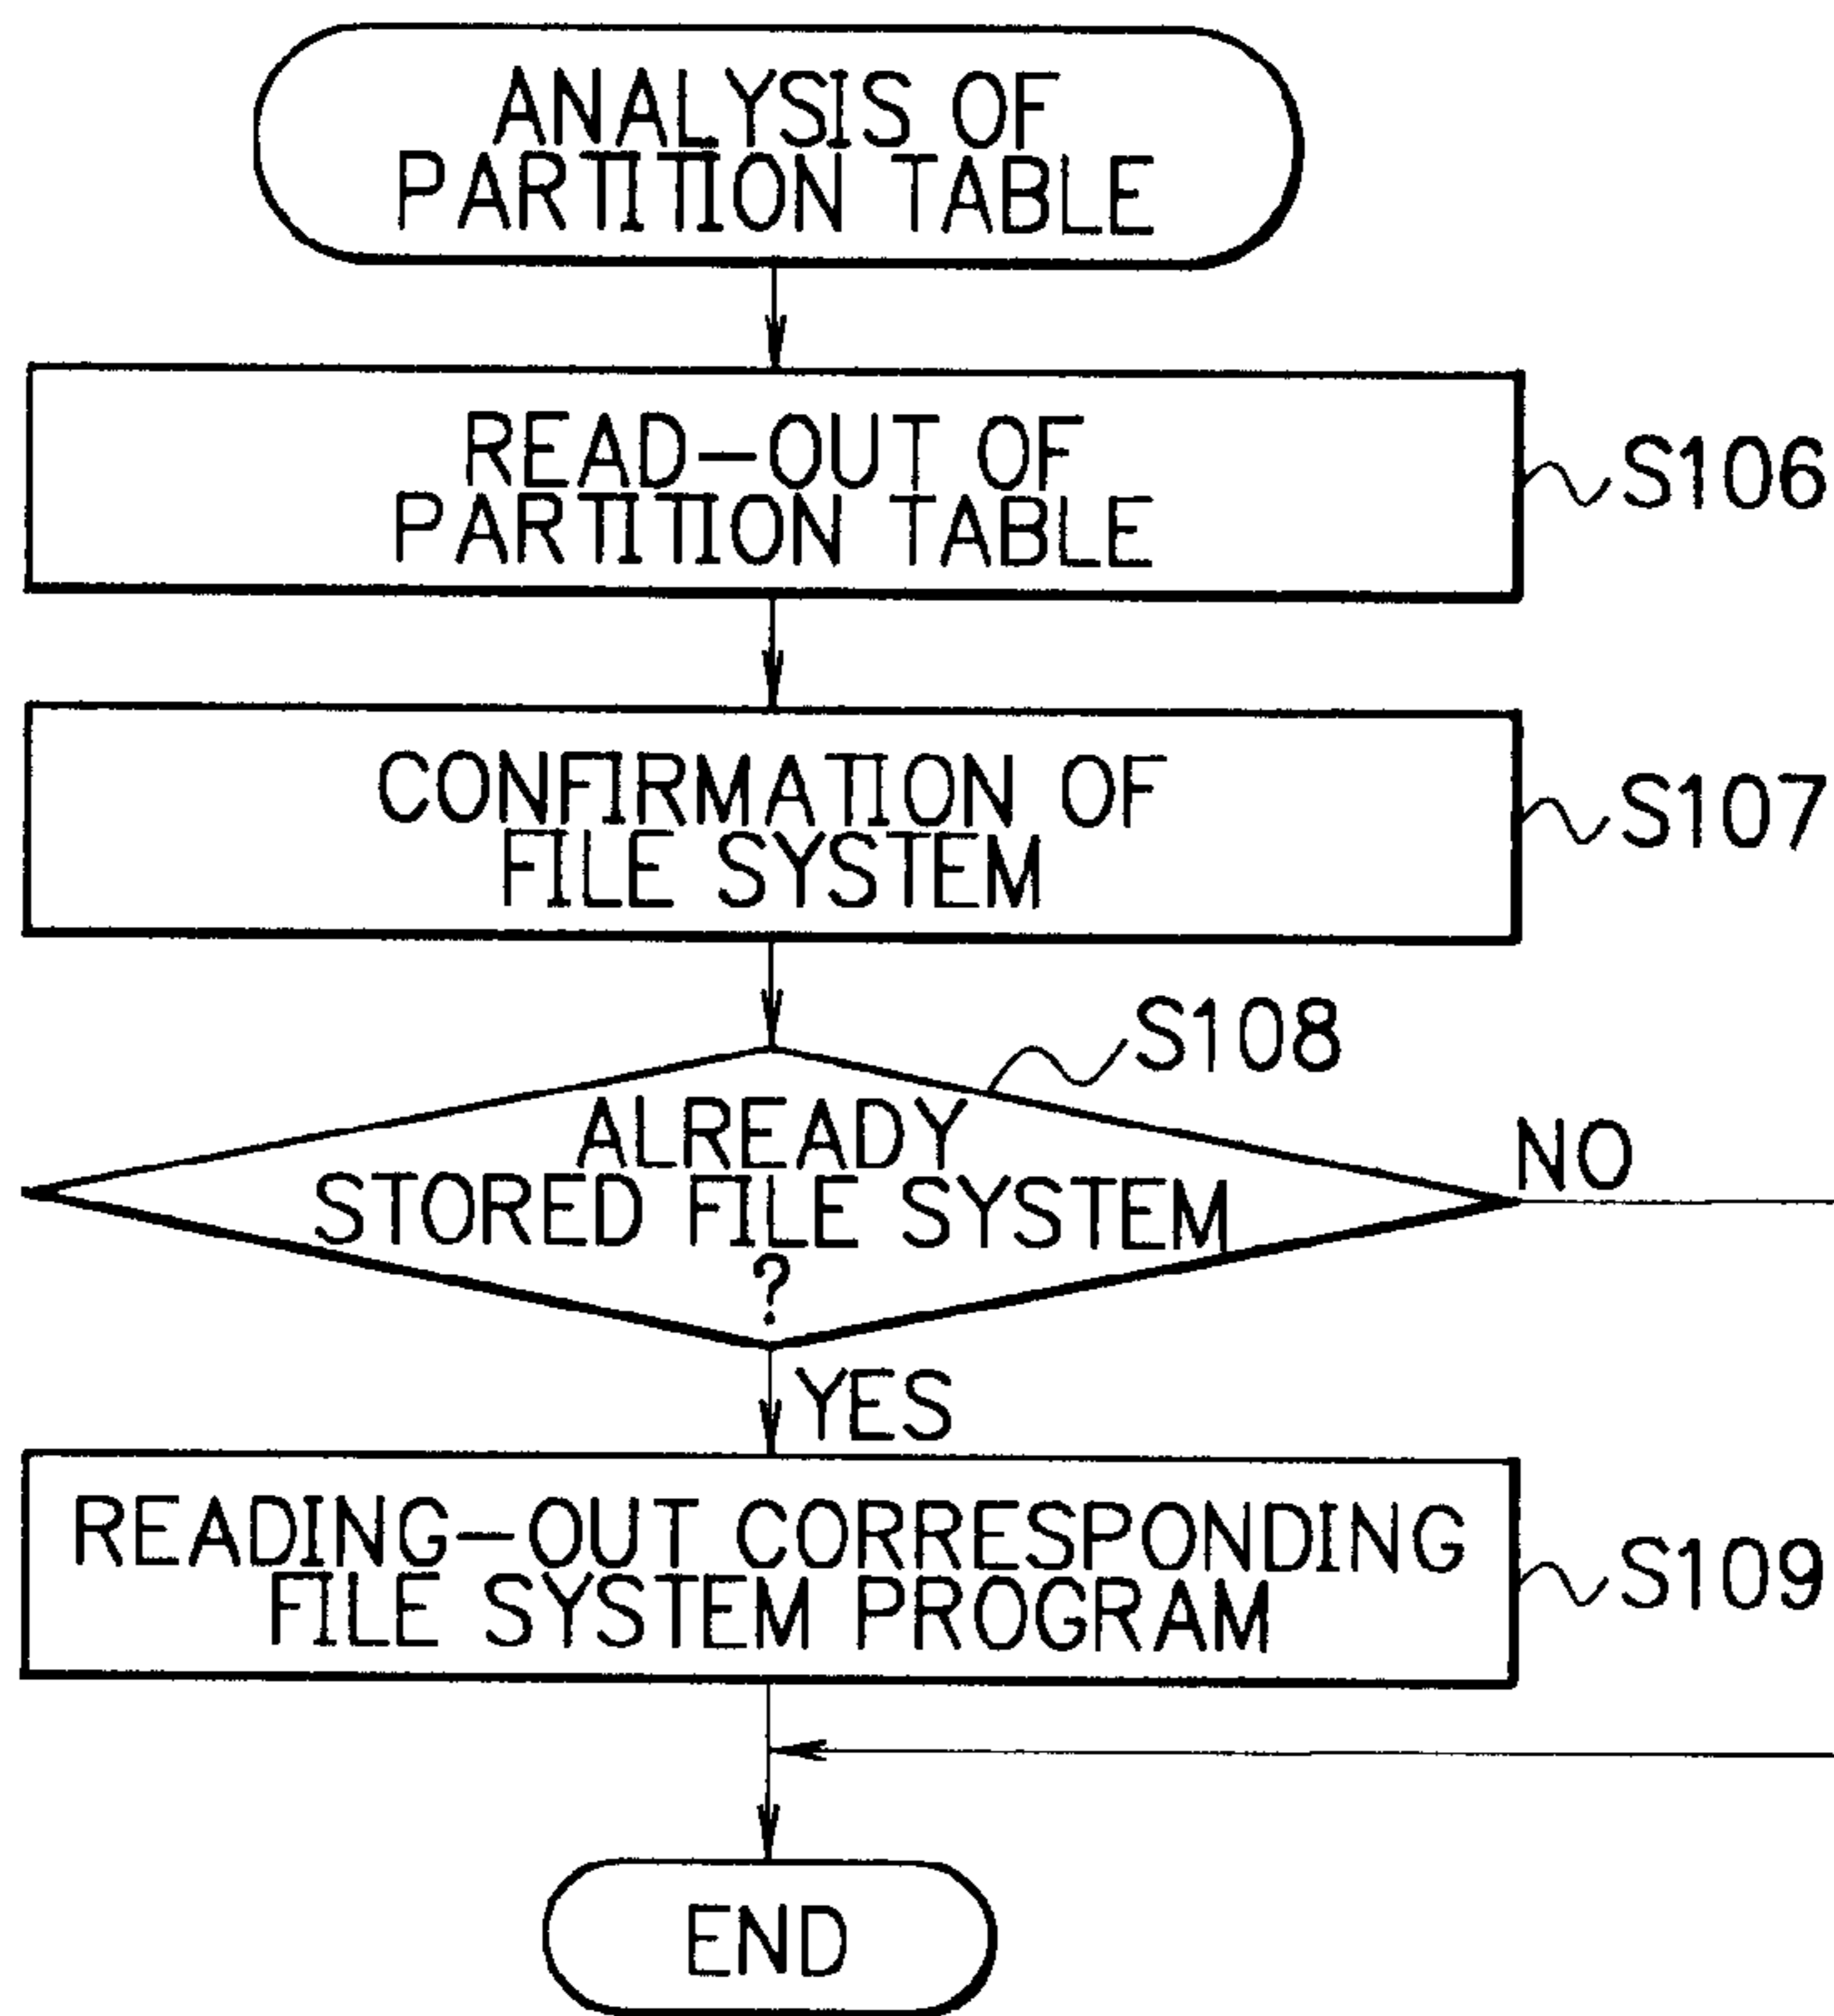 ANALYSIS OF
PARTITION TABLE
READ-OUT OF
PARTITION TABLE
S106
CONFIRMATION OF
FILE SYSTEM
S107
S108
ALREADY
STORED FILE SYSTEM
?
NO
YES
READING-OUT CORRESPONDING
FILE SYSTEM PROGRAM
S109
END